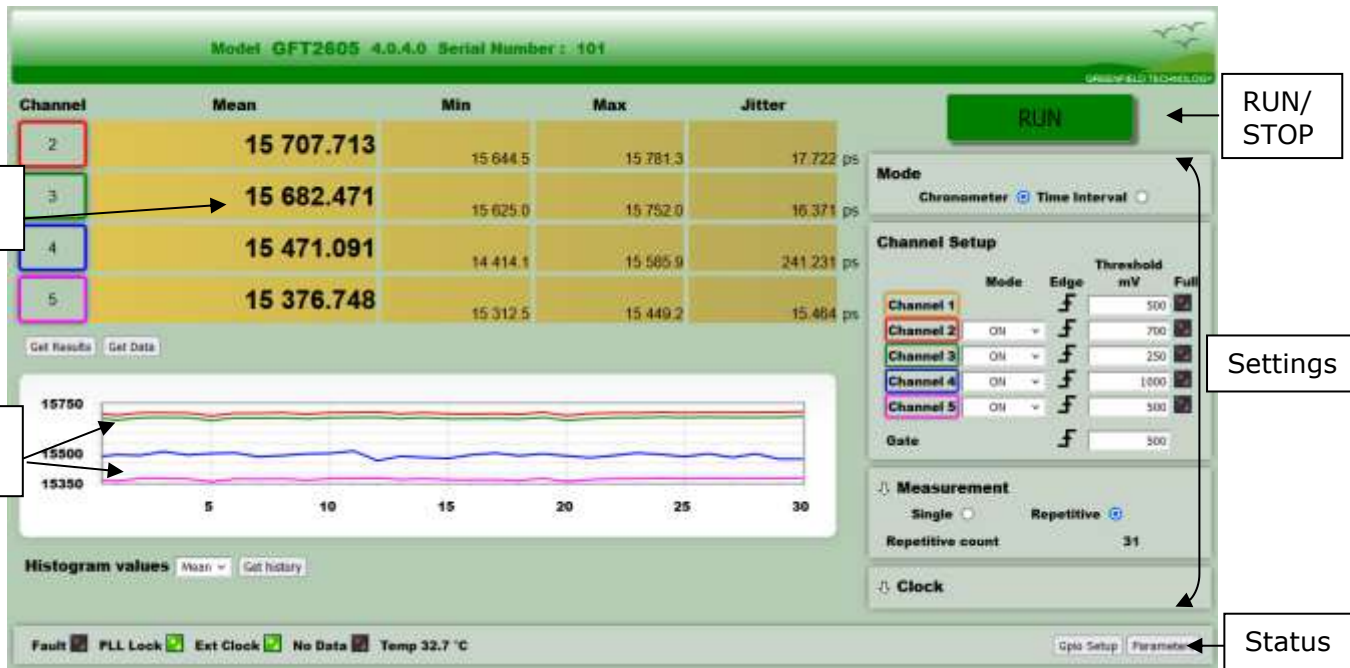 Model GFT2605 4.0.4.0 Serial Number : 101
GREENFIELD TECHNOLOGY
Channel Mean Min Max Jitter
2 15 707.713 15 644.5 15 781.3 17.722 ps
3 15 682.471 15 625.0 15 752.0 16.371 ps
4 15 471.091 14 414.1 15 585.9 241.231 ps
5 15 376.748 15 312.5 15 449.2 15.464 ps
Get Results Get Data
15750
15500
15350
5 10 15 20 25 30
Histogram values Mean Get history
RUN
RUN/
STOP
Mode
Chronometer Time Interval
Channel Setup
Threshold
Mode Edge mV Full
Channel 1 500
Channel 2 ON 700
Channel 3 ON 250
Channel 4 ON 1000
Channel 5 ON 500
Gate 500
Settings
Measurement
Single Repetitive
Repetitive count 31
Clock
Fault PLL Lock Ext Clock No Data Temp 32.7 °C
Gpio Setup
Status